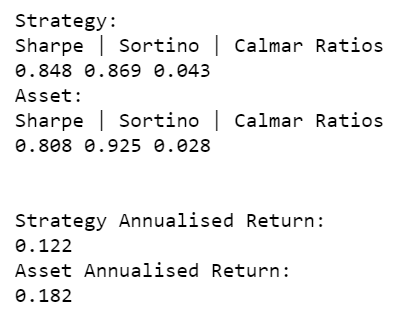 Strategy:
Sharpe | Sortino | Calmar Ratios
0.848 0.869 0.043
Asset:
Sharpe | Sortino | Calmar Ratios
0.808 0.925 0.028
Strategy Annualised Return:
0.122
Asset Annualised Return:
0.182